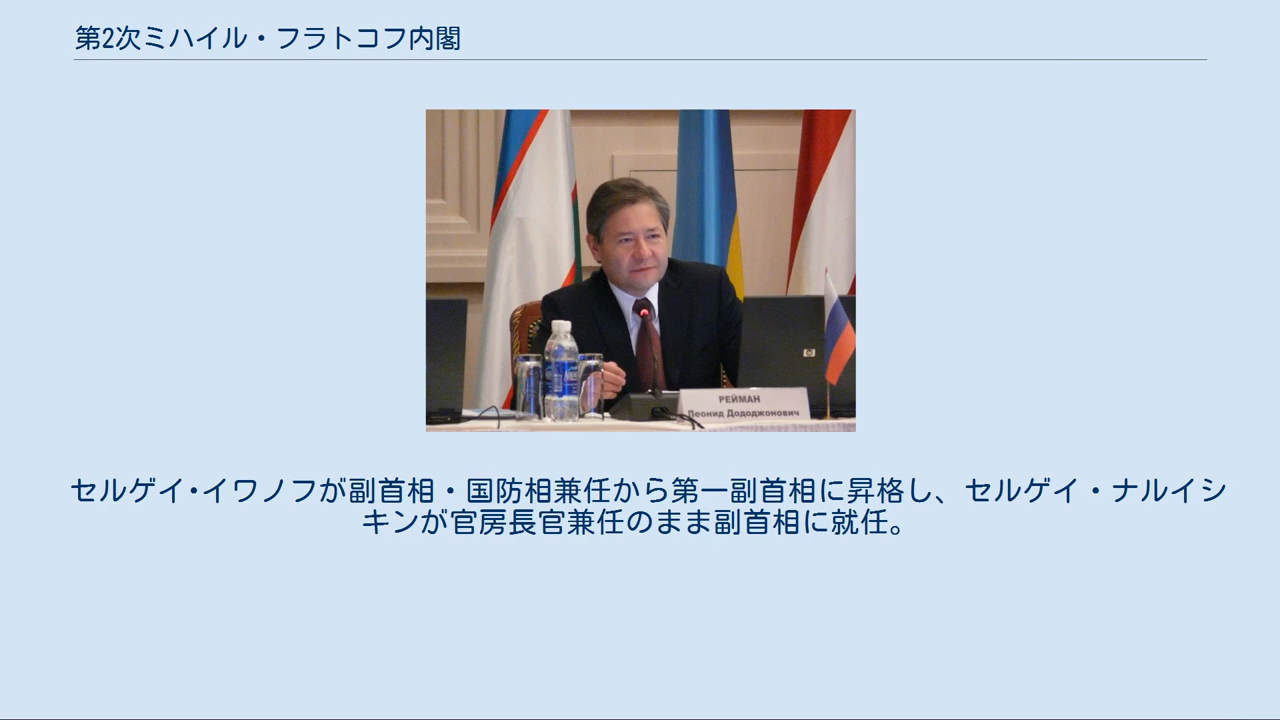 第2次ミハイル・フラトコフ内閣
РЕЙМАН
Леонид Дододжонович
セルゲイ・イワノフが副首相・国防相兼任から第一副首相に昇格し、セルゲイ・ナルイシ
キンが官房長官兼任のまま副首相に就任。